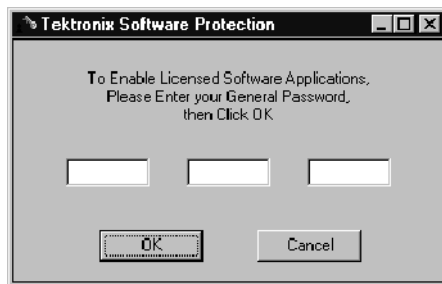 Tektronix Software Protection
To Enable Licensed Software Applications,
Please Enter your General Password,
then Click OK
OK
Cancel